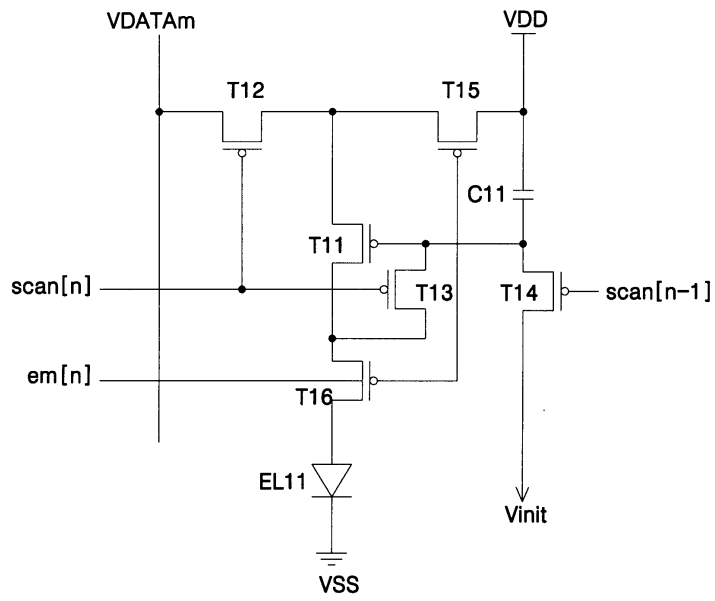 VDATAm
VDD
T12
T15
C11
T11
scan[n]
T13
T14
scan[n-1]
em[n]
T16
EL11
Vinit
VSS